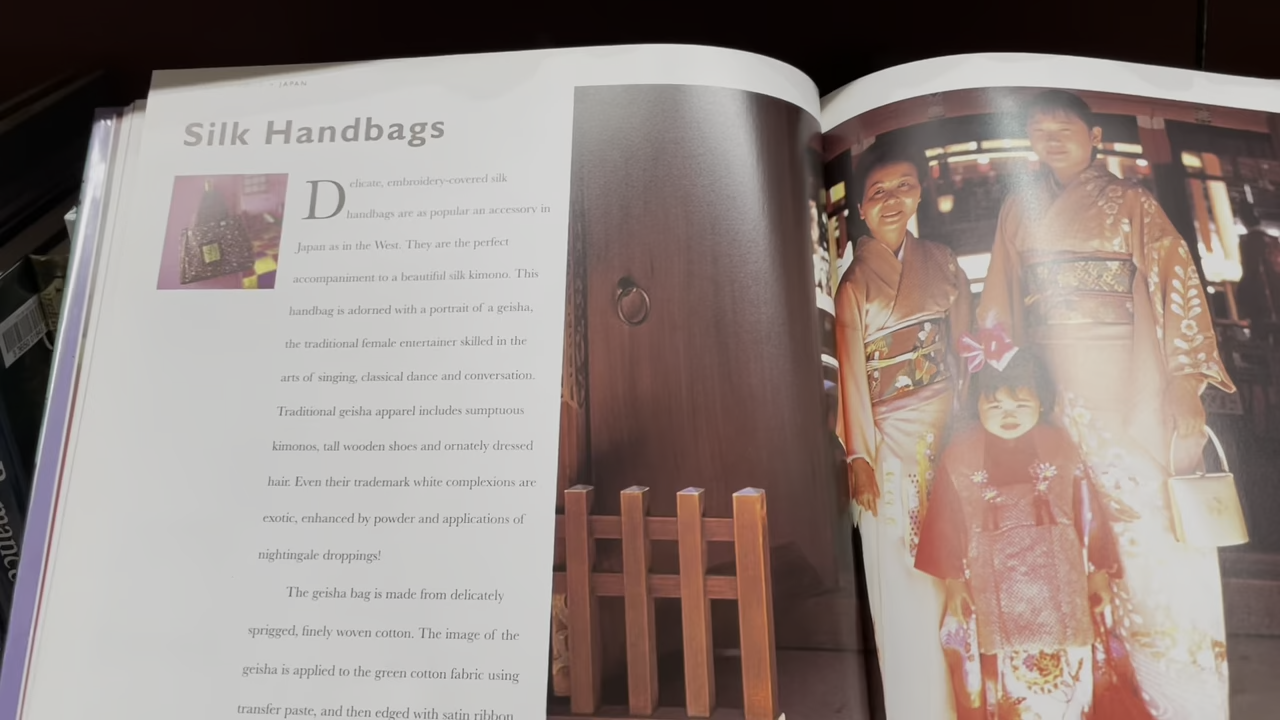 JAPAN
Silk Handbags
Delicate, embroidery-covered silk
handbags are as popular an accessory in
Japan as in the West. They are the perfect
accompaniment to a beautiful silk kimono. This
handbag is adorned with a portrait of a geisha,
the traditional female entertainer skilled in the
arts of singing, classical dance and conversation.
Traditional geisha apparel includes sumptuous
kimonos, tall wooden shoes and ornately dressed
hair. Even their trademark white complexions are
exotic, enhanced by powder and applications of
nightingale droppings!
The geisha bag is made from delicately
sprigged, finely woven cotton. The image of the
geisha is applied to the green cotton fabric using
transfer paste, and then edged with satin ribbon